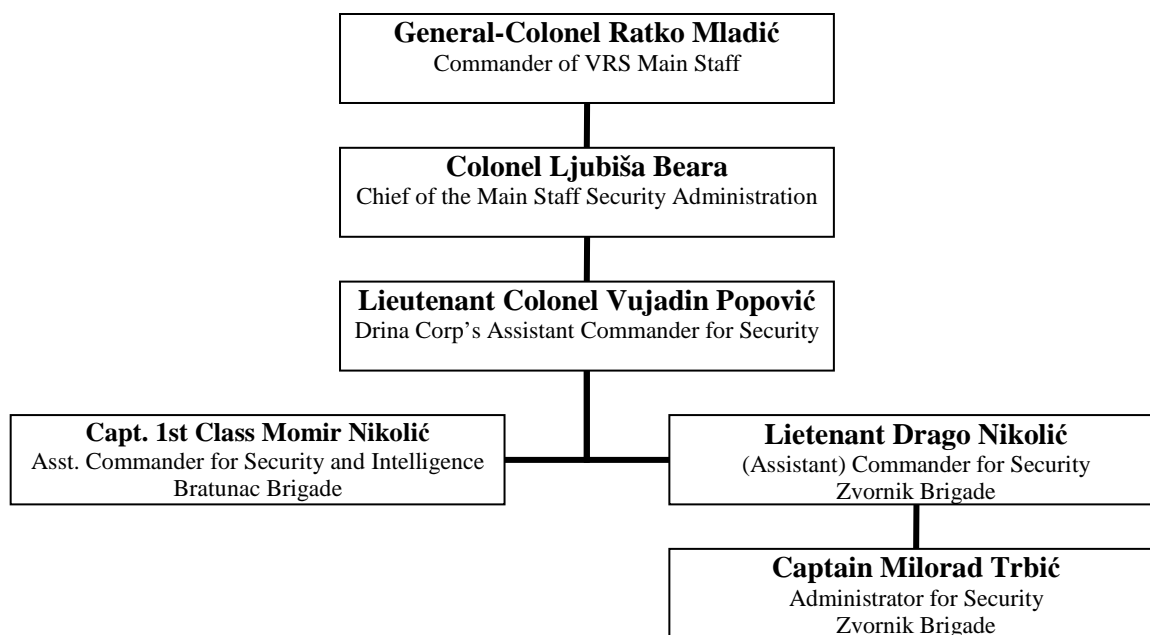 General-Colonel Ratko Mladić
Commander of VRS Main Staff
Colonel Ljubiša Beara
Chief of the Main Staff Security Administration
Lieutenant Colonel Vujadin Popović
Drina Corp’s Assistant Commander for Security
Capt. 1st Class Momir Nikolić
Asst. Commander for Security and Intelligence
Bratunac Brigade
Lietenant Drago Nikolić
(Assistant) Commander for Security
Zvornik Brigade
Captain Milorad Trbić
Administrator for Security
Zvornik Brigade